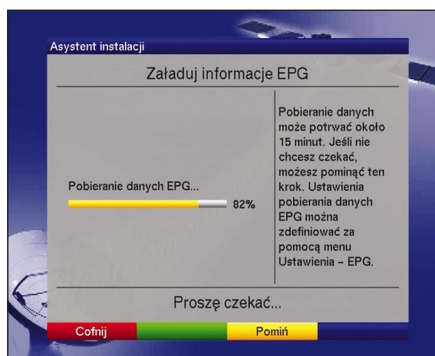 Asystent instalacji
Załaduj informacje EPG
Pobieranie danych EPG...
82%
Pobieranie danych
może potrwać około
15 minut. Jeśli nie
chcesz czekać,
możesz pominąć ten
krok. Ustawienia
pobierania danych
EPG można
zdefiniować za
pomocą menu
Ustawienia – EPG.
Proszę czekać...
Cofnij
Pomiń